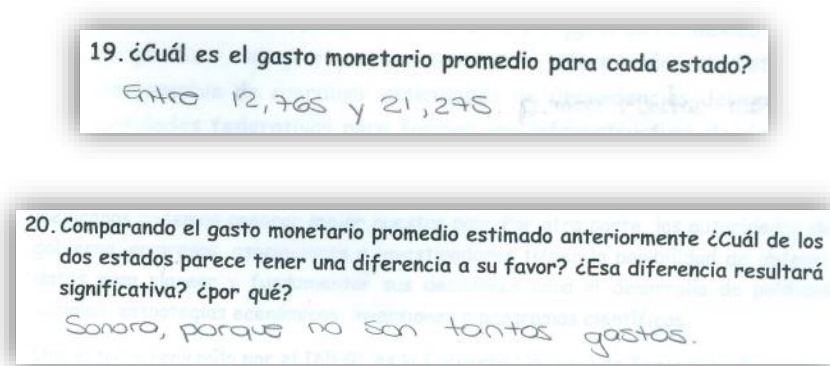 19. ¿Cuál es el gasto monetario promedio para cada estado?
Entre 12,765 y 21,275.
20. Comparando el gasto monetario promedio estimado anteriormente ¿Cuál de los
dos estados parece tener una diferencia a su favor? ¿Esa diferencia resultará
significativa? ¿por qué?
Sonora, porque no son tantos gastos.